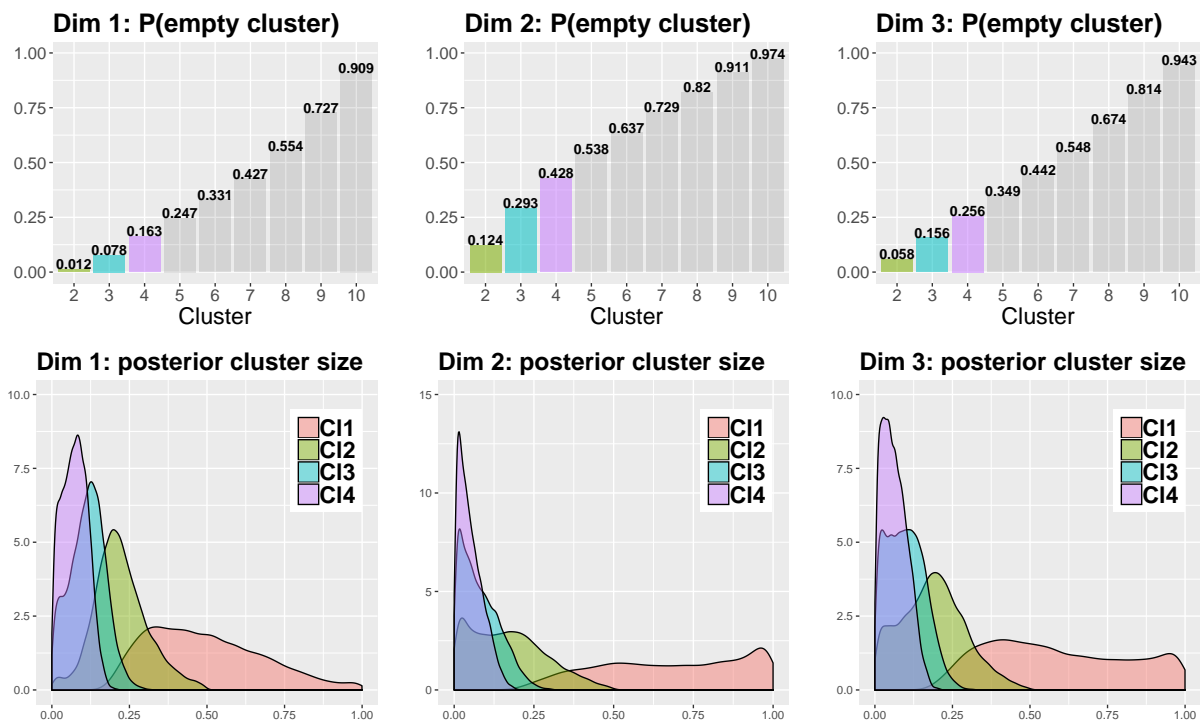 Dim 1: P(empty cluster)
1.00
0.75
0.50
0.25
0.00
0.012
0.078
0.163
0.247
0.331
0.427
0.554
0.727
0.909
2 3 4 5 6 7 8 9 10
Cluster
Dim 2: P(empty cluster)
1.00
0.75
0.50
0.25
0.00
0.124
0.293
0.428
0.538
0.637
0.729
0.82
0.911
0.974
2 3 4 5 6 7 8 9 10
Cluster
Dim 3: P(empty cluster)
1.00
0.75
0.50
0.25
0.00
0.058
0.156
0.256
0.349
0.442
0.548
0.674
0.814
0.943
2 3 4 5 6 7 8 9 10
Cluster
Dim 1: posterior cluster size
10.0
7.5
5.0
2.5
0.0
Cl1
Cl2
Cl3
Cl4
0.00 0.25 0.50 0.75 1.00
Dim 2: posterior cluster size
15
10
5
0
Cl1
Cl2
Cl3
Cl4
0.00 0.25 0.50 0.75 1.00
Dim 3: posterior cluster size
10.0
7.5
5.0
2.5
0.0
Cl1
Cl2
Cl3
Cl4
0.00 0.25 0.50 0.75 1.00